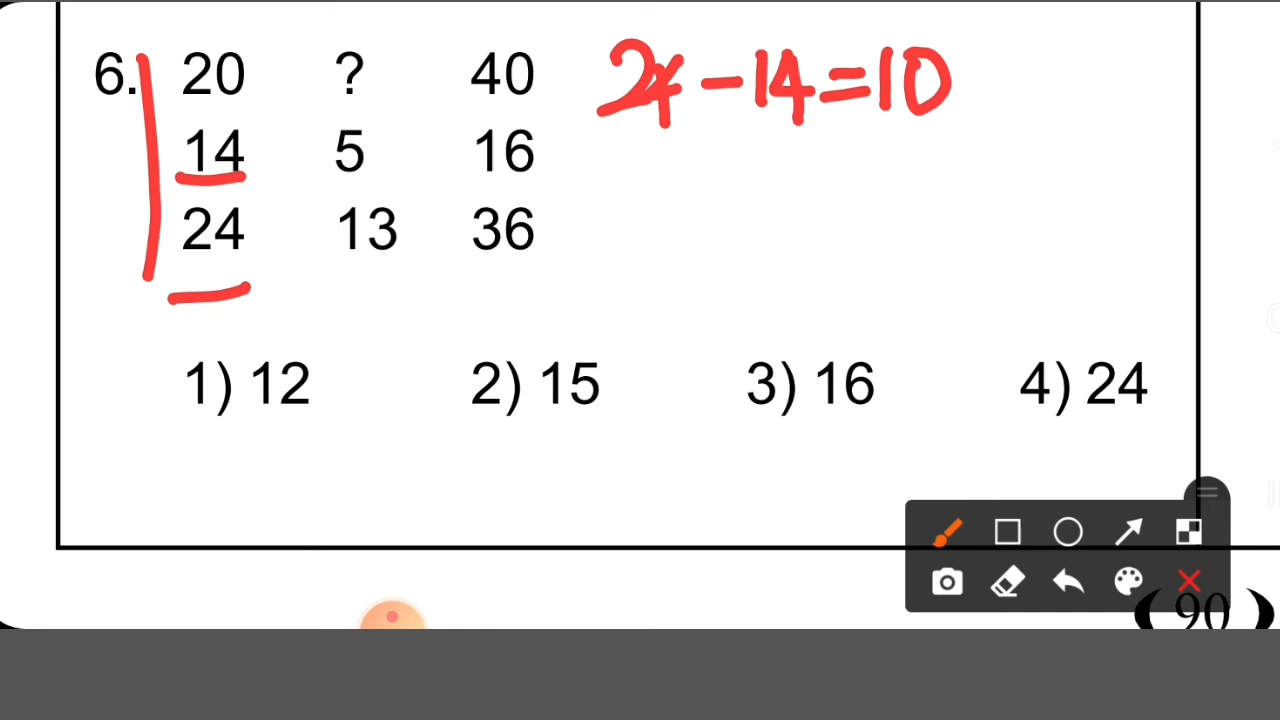 6. 20 ? 40 24-14=10
14 5 16
24 13 36
1) 12 2) 15 3) 16 4) 24
(90)